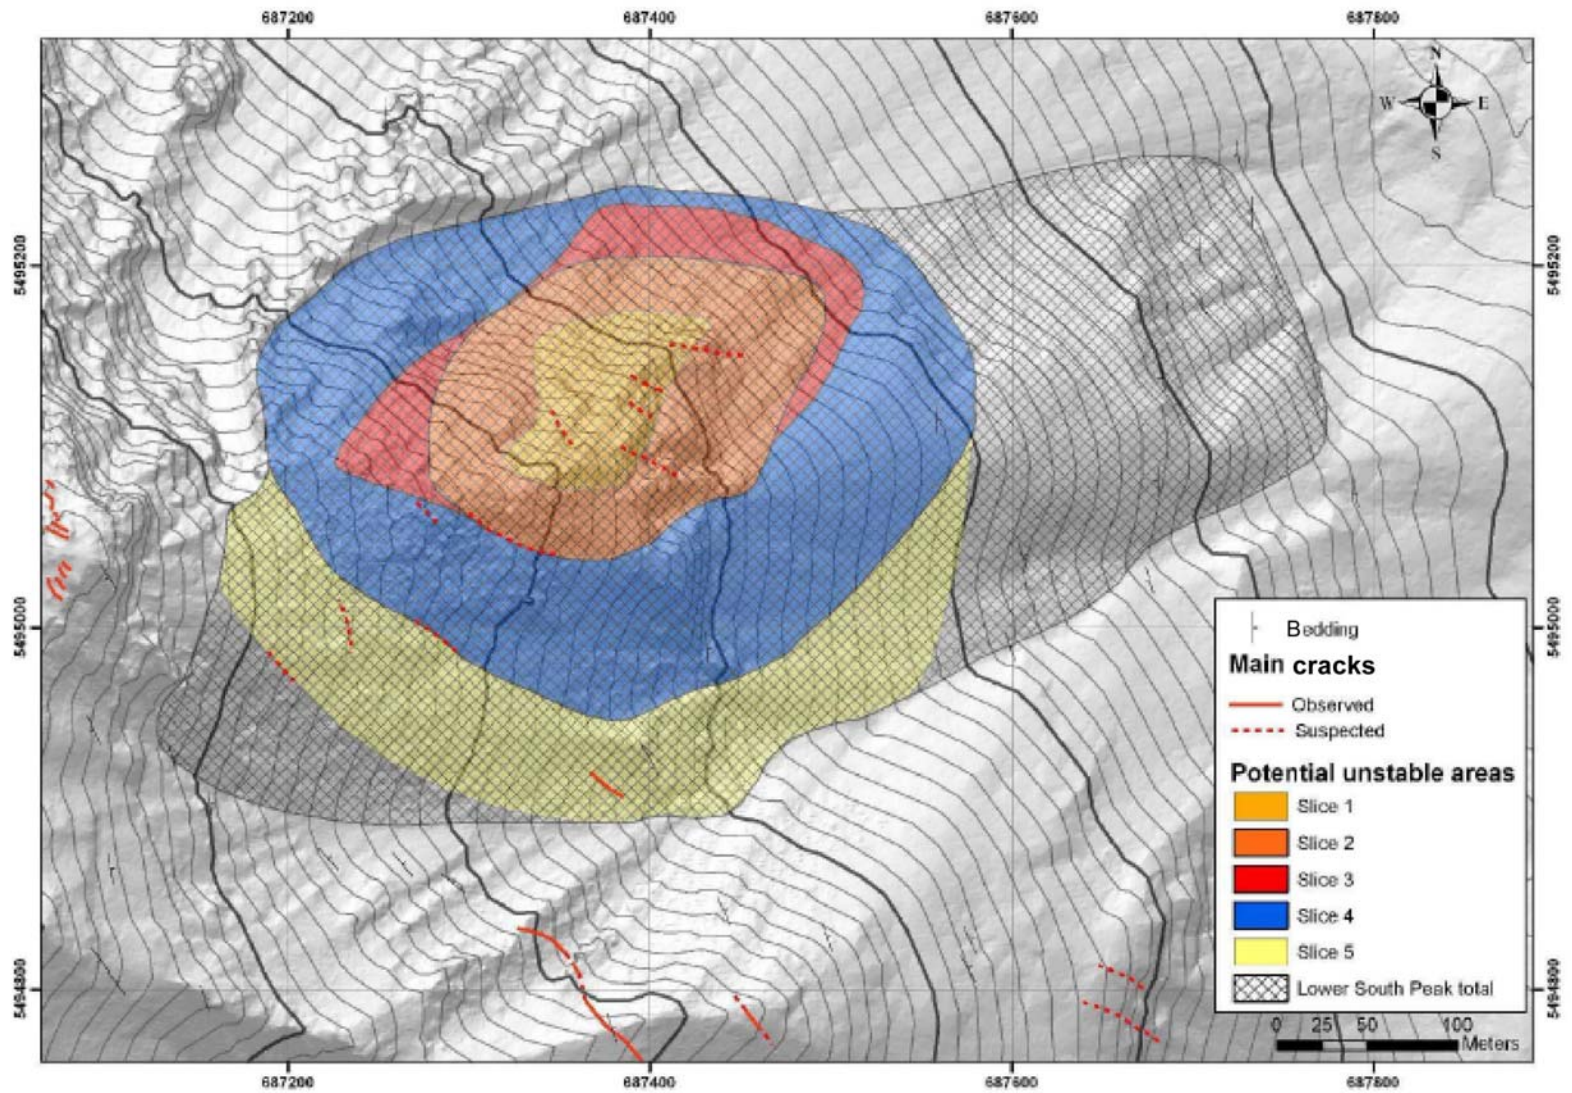 687200 687400 687600 687800
N
W E
S
5495200 5495200
5495000 5495000
Bedding
Main cracks
Observed
Suspected
Potential unstable areas
Slice 1
Slice 2
Slice 3
Slice 4
Slice 5
Lower South Peak total
5494800 5494800
0 25 50 100
Meters
687200 687400 687600 687800